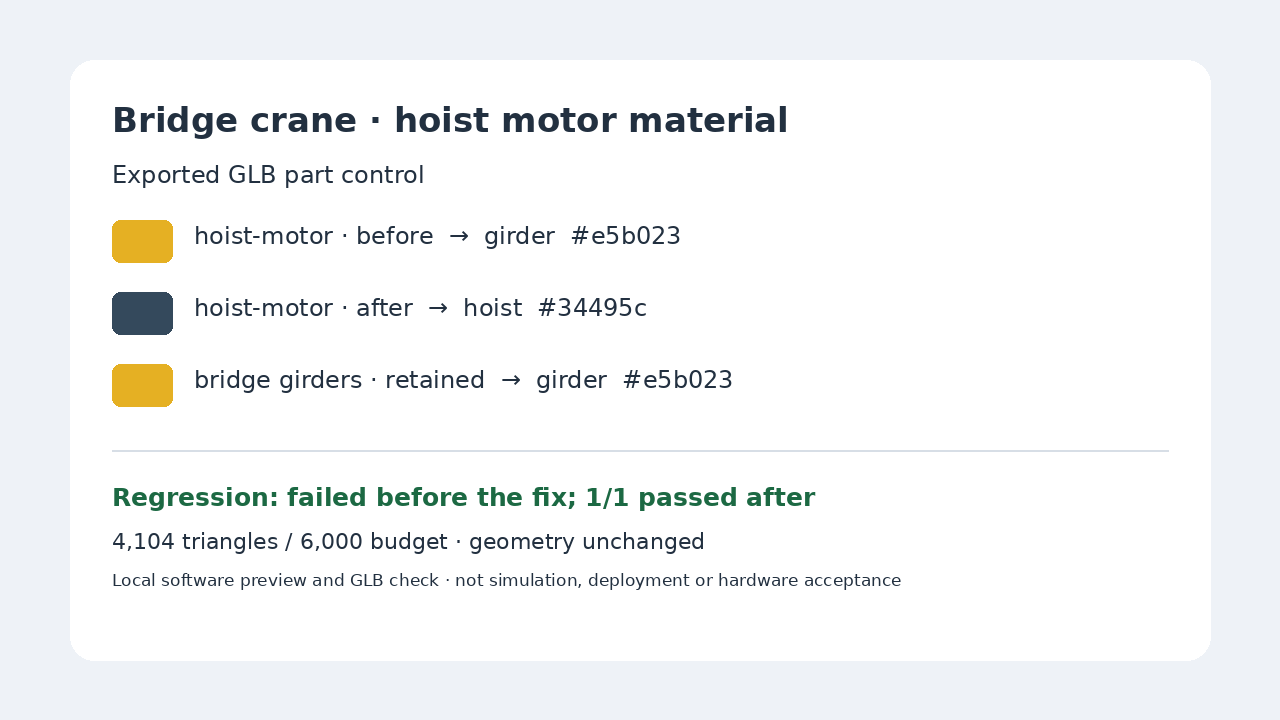 Bridge crane · hoist motor material
Exported GLB part control
hoist-motor · before → girder #e5b023
hoist-motor · after → hoist #34495c
bridge girders · retained → girder #e5b023
Regression: failed before the fix; 1/1 passed after
4,104 triangles / 6,000 budget · geometry unchanged
Local software preview and GLB check · not simulation, deployment or hardware acceptance